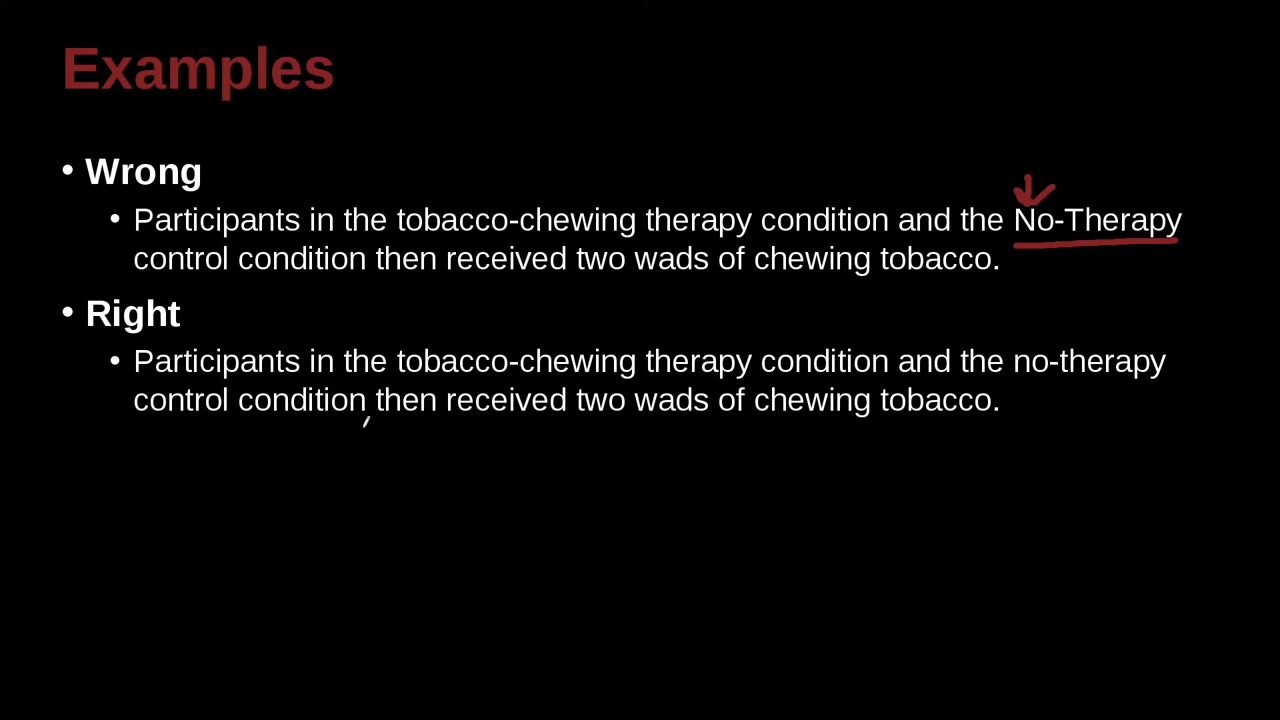 Examples
• Wrong
• Participants in the tobacco-chewing therapy condition and the No-Therapy
control condition then received two wads of chewing tobacco.
• Right
• Participants in the tobacco-chewing therapy condition and the no-therapy
control condition then received two wads of chewing tobacco.